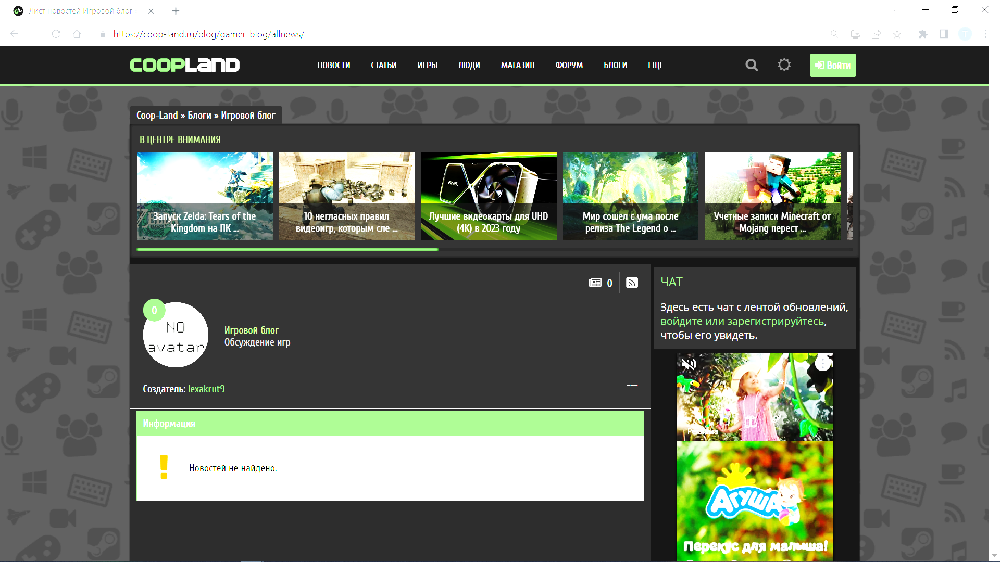 Лист новостей Игровой блог
https://coop-land.ru/blog/gamer_blog/allnews/
COOPLAND
НОВОСТИ СТАТЬИ ИГРЫ ЛЮДИ МАГАЗИН ФОРУМ БЛОГИ ЕЩЕ
Войти
Coop-Land » Блоги » Игровой блог
В ЦЕНТРЕ ВНИМАНИЯ
Запуск Zelda: Tears of the
Kingdom на ПК ...
10 негласных правил
видеоигр, которым сле ...
Лучшие видеокарты для UHD
(4K) в 2023 году
Мир сошел с ума после
релиза The Legend о ...
Учетные записи Minecraft от
Mojang перест ...
0
0
NO
avatar
Игровой блог
Обсуждение игр
Создатель: lexakrut9
---
Информация
Новостей не найдено.
ЧАТ
Здесь есть чат с лентой обновлений,
войдите или зарегистрируйтесь,
чтобы его увидеть.
Реклама
Агуша
Перекус для малыша!